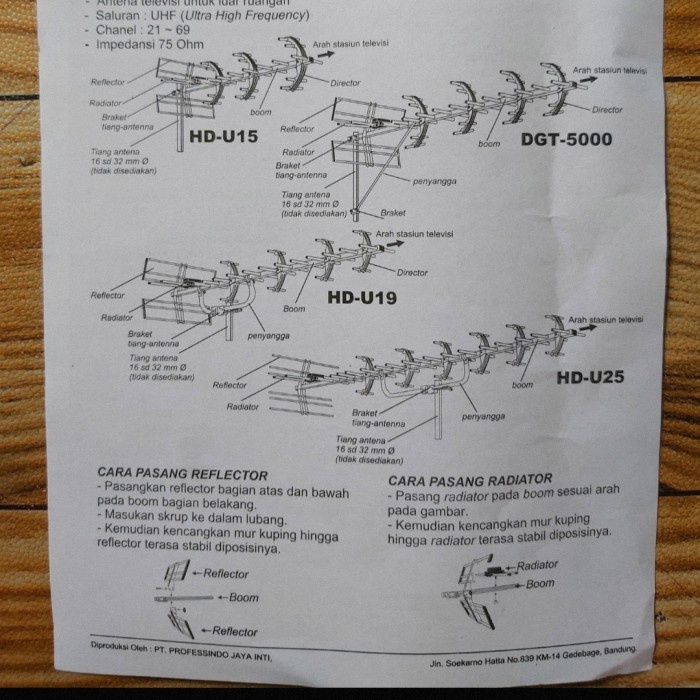 - Antena televisi untuk luar ruangan
- Saluran : UHF (Ultra High Frequency)
- Chanel : 21 ~ 69
- Impedansi 75 Ohm
Arah stasiun televisi
Reflector
Director
Radiator
boom
Braket
tiang-antenna
HD-U15
Tiang antena
16 sd 32 mm Ø
(tidak disediakan)
Arah stasiun televisi
Director
Reflector
boom
DGT-5000
Radiator
Braket
tiang-antenna
penyangga
Tiang antena
16 sd 32 mm Ø
(tidak disediakan)
Braket
Arah stasiun televisi
Director
Reflector
HD-U19
Boom
Radiator
Braket
tiang-antenna
penyangga
Tiang antena
16 sd 32 mm Ø
(tidak disediakan)
Arah stasiun televisi
Reflector
boom
HD-U25
Radiator
Braket
tiang-antenna
penyangga
Tiang antena
16 sd 32 mm Ø
(tidak disediakan)
CARA PASANG REFLECTOR
- Pasangkan reflector bagian atas dan bawah
pada boom bagian belakang.
- Masukan skrup ke dalam lubang.
- Kemudian kencangkan mur kuping hingga
reflector terasa stabil diposisinya.
Reflector
Boom
Reflector
CARA PASANG RADIATOR
- Pasang radiator pada boom sesuai arah
pada gambar.
- Kemudian kencangkan mur kuping
hingga radiator terasa stabil diposisinya.
Radiator
Boom
Diproduksi Oleh : PT. PROFESSINDO JAYA INTI,
Jln. Soekarno Hatta No.839 KM-14 Gedebage, Bandung